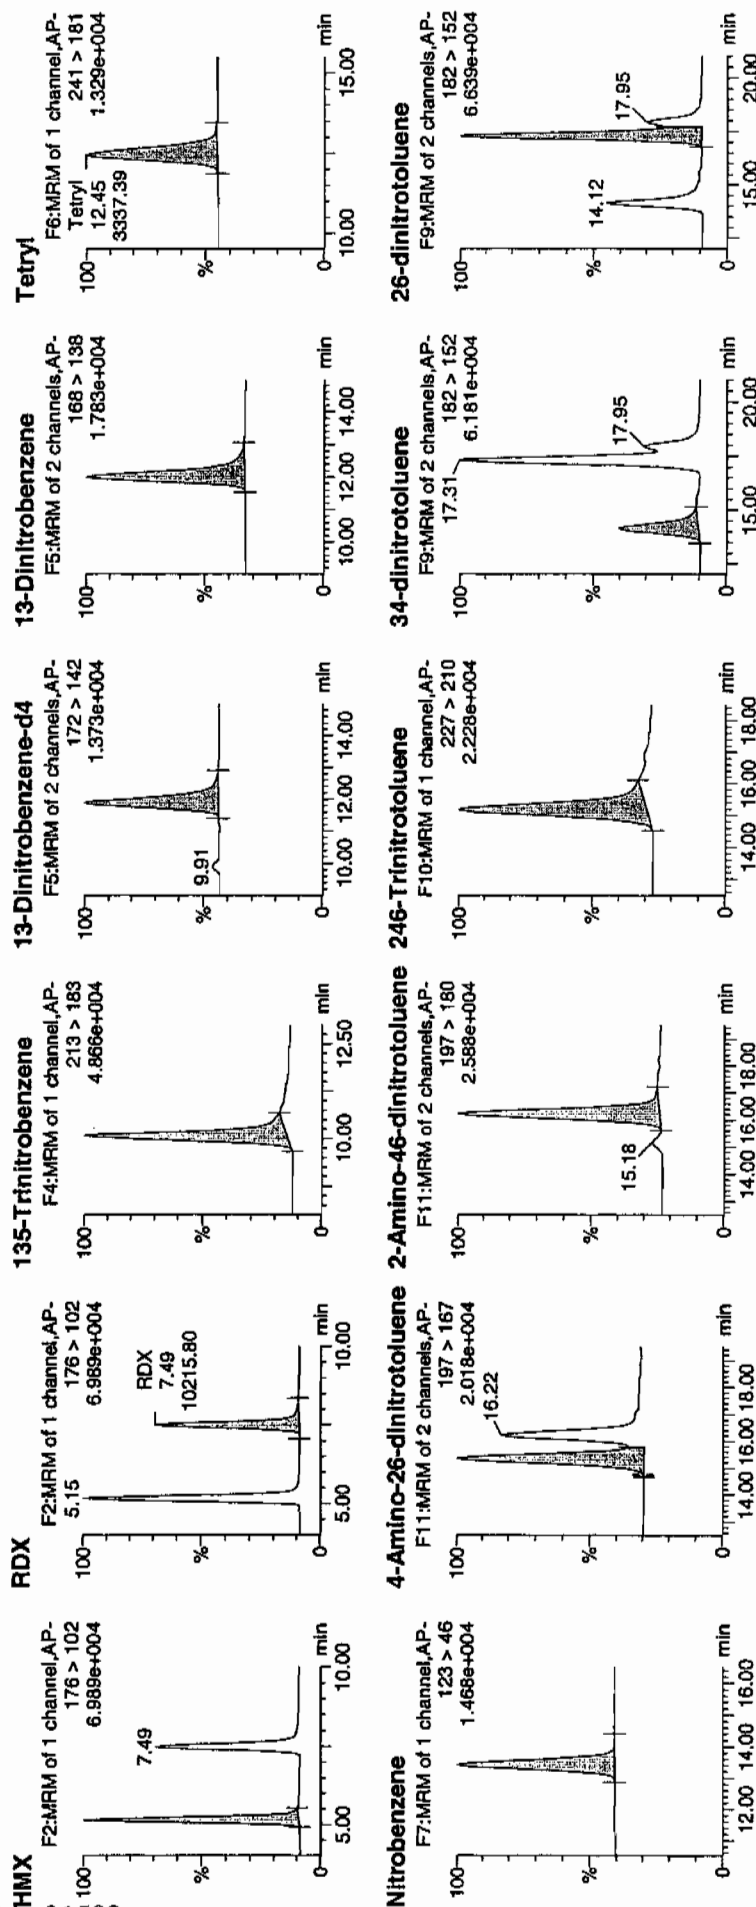 HMX
F2:MRM of 1 channel,AP-
176 > 102
6.989e+004
100
7.49
%
0
5.00
10.00
min
RDX
F2:MRM of 1 channel,AP-
176 > 102
6.989e+004
100
5.15
RDX
7.49
10215.80
%
0
5.00
10.00
min
135-Trinitrobenzene
F4:MRM of 1 channel,AP-
213 > 183
4.866e+004
100
%
0
10.00
12.50
min
13-Dinitrobenzene-d4
F5:MRM of 2 channels,AP-
172 > 142
1.373e+004
100
%
9.91
0
10.00
12.00
14.00
min
13-Dinitrobenzene
F5:MRM of 2 channels,AP-
168 > 138
1.783e+004
100
%
0
10.00
12.00
14.00
min
Tetryl
F6:MRM of 1 channel,AP-
241 > 181
1.329e+004
100
Tetryl
12.45
3337.39
%
0
10.00
15.00
min
Nitrobenzene
F7:MRM of 1 channel,AP-
123 > 46
1.468e+004
100
%
0
12.00
14.00
16.00
min
4-Amino-26-dinitrotoluene
F11:MRM of 2 channels,AP-
197 > 167
2.018e+004
100
16.22
%
0
14.00
16.00
18.00
min
2-Amino-46-dinitrotoluene
F11:MRM of 2 channels,AP-
197 > 180
2.588e+004
100
%
15.18
0
14.00
16.00
18.00
min
246-Trinitrotoluene
F10:MRM of 1 channel,AP-
227 > 210
2.228e+004
100
%
0
14.00
16.00
18.00
min
34-dinitrotoluene
F9:MRM of 2 channels,AP-
182 > 152
6.181e+004
100
17.31
17.95
%
0
15.00
20.00
min
26-dinitrotoluene
F9:MRM of 2 channels,AP-
182 > 152
6.639e+004
100
14.12
17.95
%
0
15.00
20.00
min